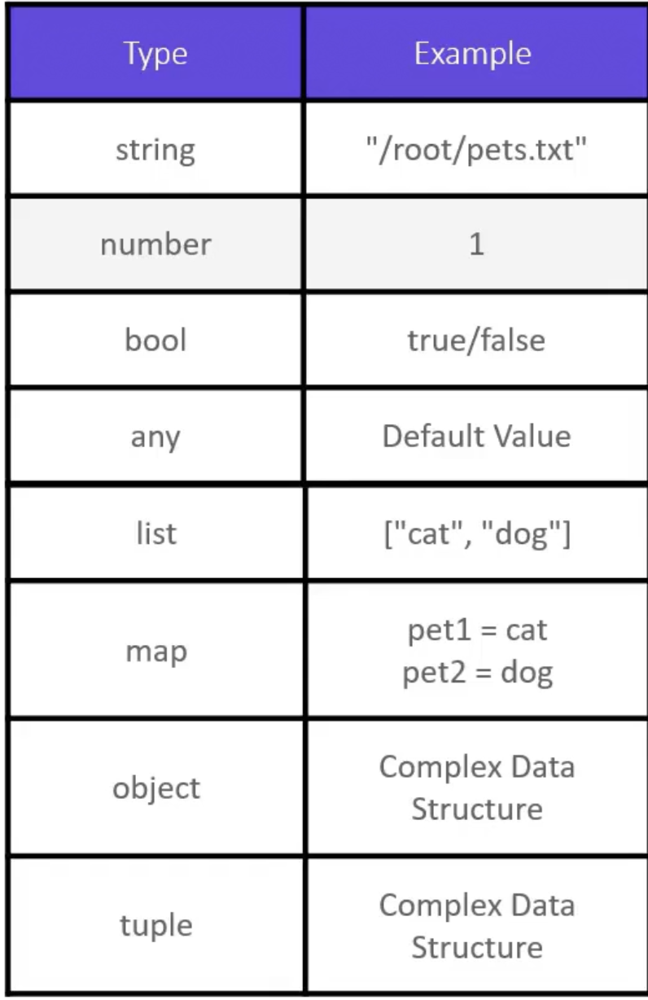 Type Example
string "/root/pets.txt"
number 1
bool true/false
any Default Value
list ["cat", "dog"]
map pet1 = cat
pet2 = dog
object Complex Data
Structure
tuple Complex Data
Structure